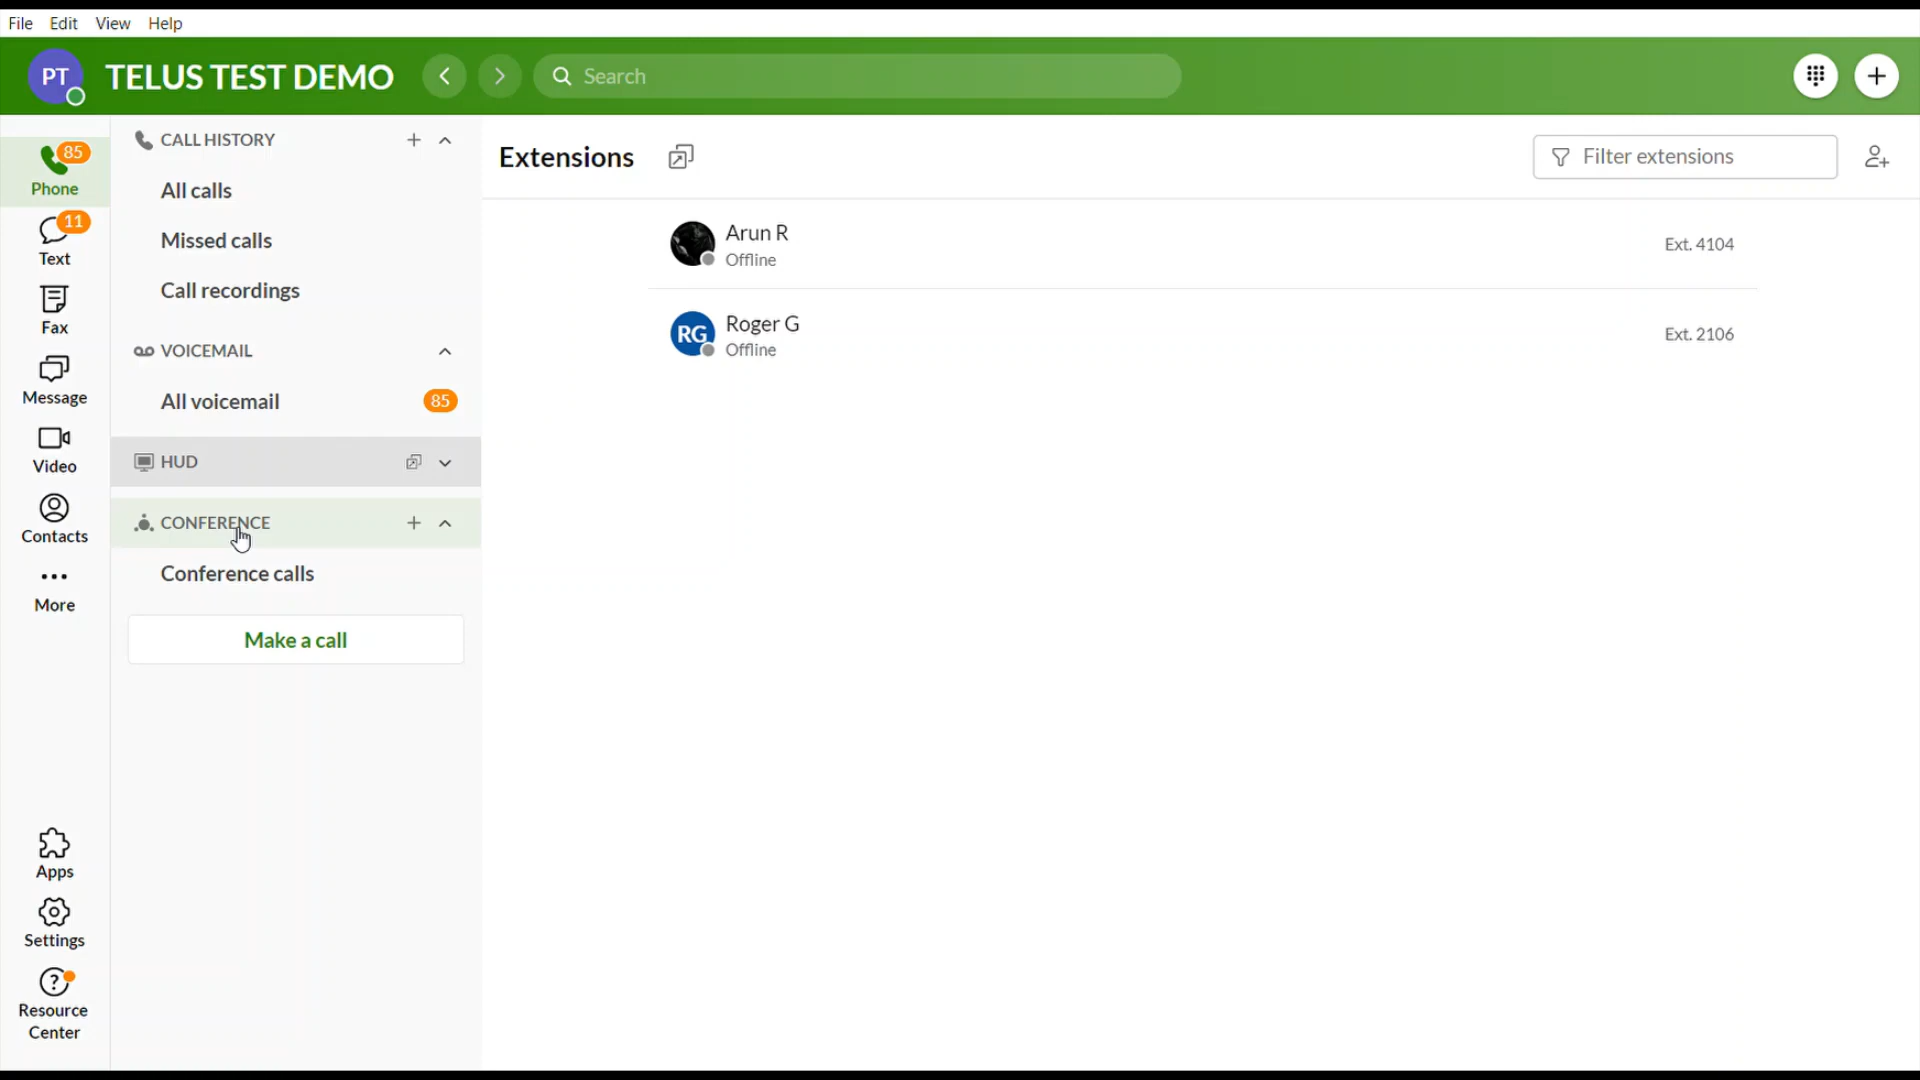 File Edit View Help
PT TELUS TEST DEMO Search
85
Phone
11
Text
Fax
Message
Video
Contacts
More
Apps
Settings
Resource
Center
CALL HISTORY
All calls
Missed calls
Call recordings
VOICEMAIL
All voicemail 85
HUD
CONFERENCE
Conference calls
Make a call
Extensions Filter extensions
Arun R
Offline
Ext. 4104
RG Roger G
Offline
Ext. 2106